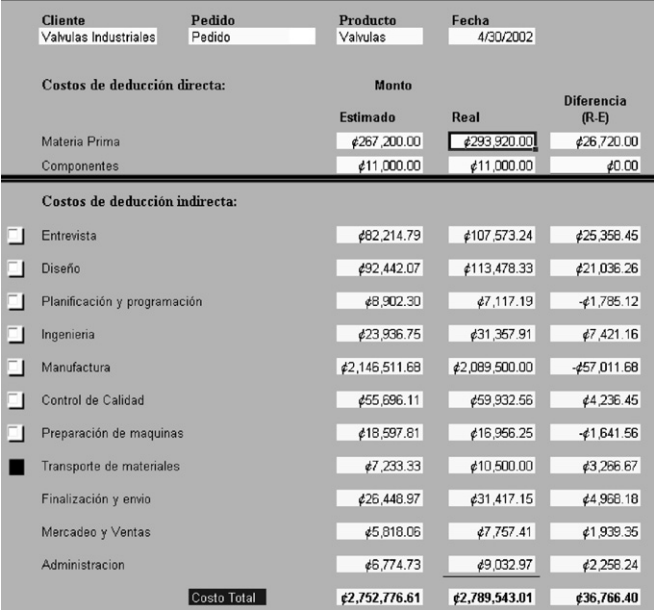 Cliente Pedido Producto Fecha
Valvulas Industriales Pedido Valvulas 4/30/2002
Costos de deducción directa: Monto
Diferencia
Estimado Real (R-E)
Materia Prima ¢267,200.00 ¢293,920.00 ¢26,720.00
Componentes ¢11,000.00 ¢11,000.00 ¢0.00
Costos de deducción indirecta:
Entrevista ¢82,214.79 ¢107,573.24 ¢25,358.45
Diseño ¢92,442.07 ¢113,478.33 ¢21,036.26
Planificación y programación ¢8,902.30 ¢7,117.19 -¢1,785.12
Ingenieria ¢23,936.75 ¢31,357.91 ¢7,421.16
Manufactura ¢2,146,511.68 ¢2,089,500.00 -¢57,011.68
Control de Calidad ¢55,696.11 ¢59,932.56 ¢4,236.45
Preparación de maquinas ¢18,597.81 ¢16,956.25 -¢1,641.56
Transporte de materiales ¢7,233.33 ¢10,500.00 ¢3,266.67
Finalización y envio ¢26,448.97 ¢31,417.15 ¢4,968.18
Mercadeo y Ventas ¢5,818.06 ¢7,757.41 ¢1,939.35
Administracion ¢6,774.73 ¢9,032.97 ¢2,258.24
Costo Total ¢2,752,776.61 ¢2,789,543.01 ¢36,766.40